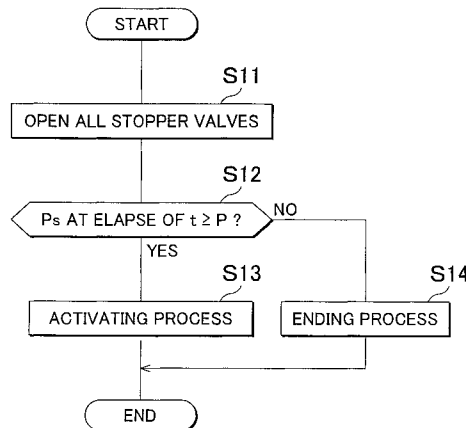 START
S11
OPEN ALL STOPPER VALVES
S12
Ps AT ELAPSE OF t ≥ P ?
NO
YES
S13
ACTIVATING PROCESS
S14
ENDING PROCESS
END